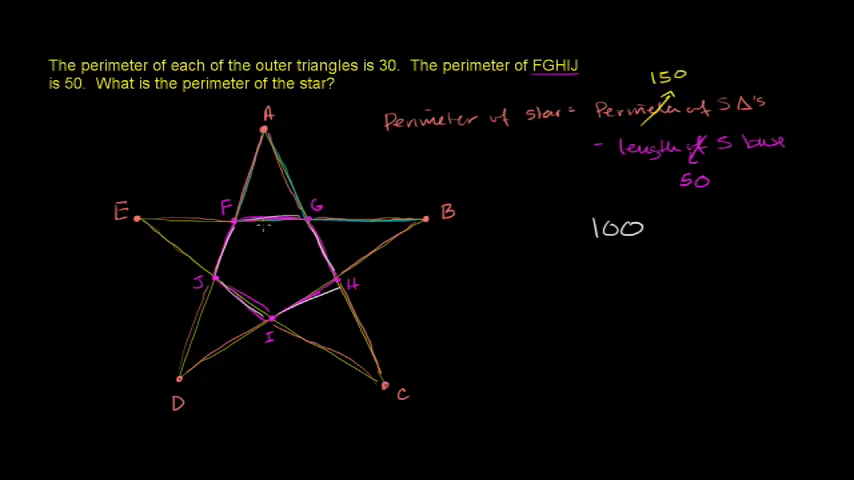 The perimeter of each of the outer triangles is 30. The perimeter of FGHIJ
is 50. What is the perimeter of the star?
150
Perimeter of star = Perimeter of 5 Δ's
- length of 5 base
50
100
A
E
F
G
B
J
H
I
D
C